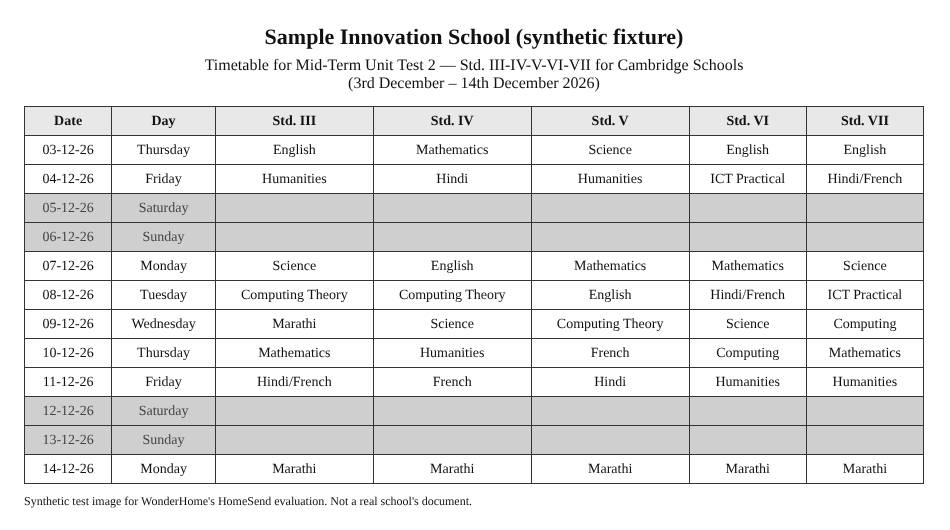 Sample Innovation School (synthetic fixture)
Timetable for Mid-Term Unit Test 2 — Std. III-IV-V-VI-VII for Cambridge Schools
(3rd December – 14th December 2026)
Date Day Std. III Std. IV Std. V Std. VI Std. VII
03-12-26 Thursday English Mathematics Science English English
04-12-26 Friday Humanities Hindi Humanities ICT Practical Hindi/French
05-12-26 Saturday
06-12-26 Sunday
07-12-26 Monday Science English Mathematics Mathematics Science
08-12-26 Tuesday Computing Theory Computing Theory English Hindi/French ICT Practical
09-12-26 Wednesday Marathi Science Computing Theory Science Computing
10-12-26 Thursday Mathematics Humanities French Computing Mathematics
11-12-26 Friday Hindi/French French Hindi Humanities Humanities
12-12-26 Saturday
13-12-26 Sunday
14-12-26 Monday Marathi Marathi Marathi Marathi Marathi
Synthetic test image for WonderHome's HomeSend evaluation. Not a real school's document.